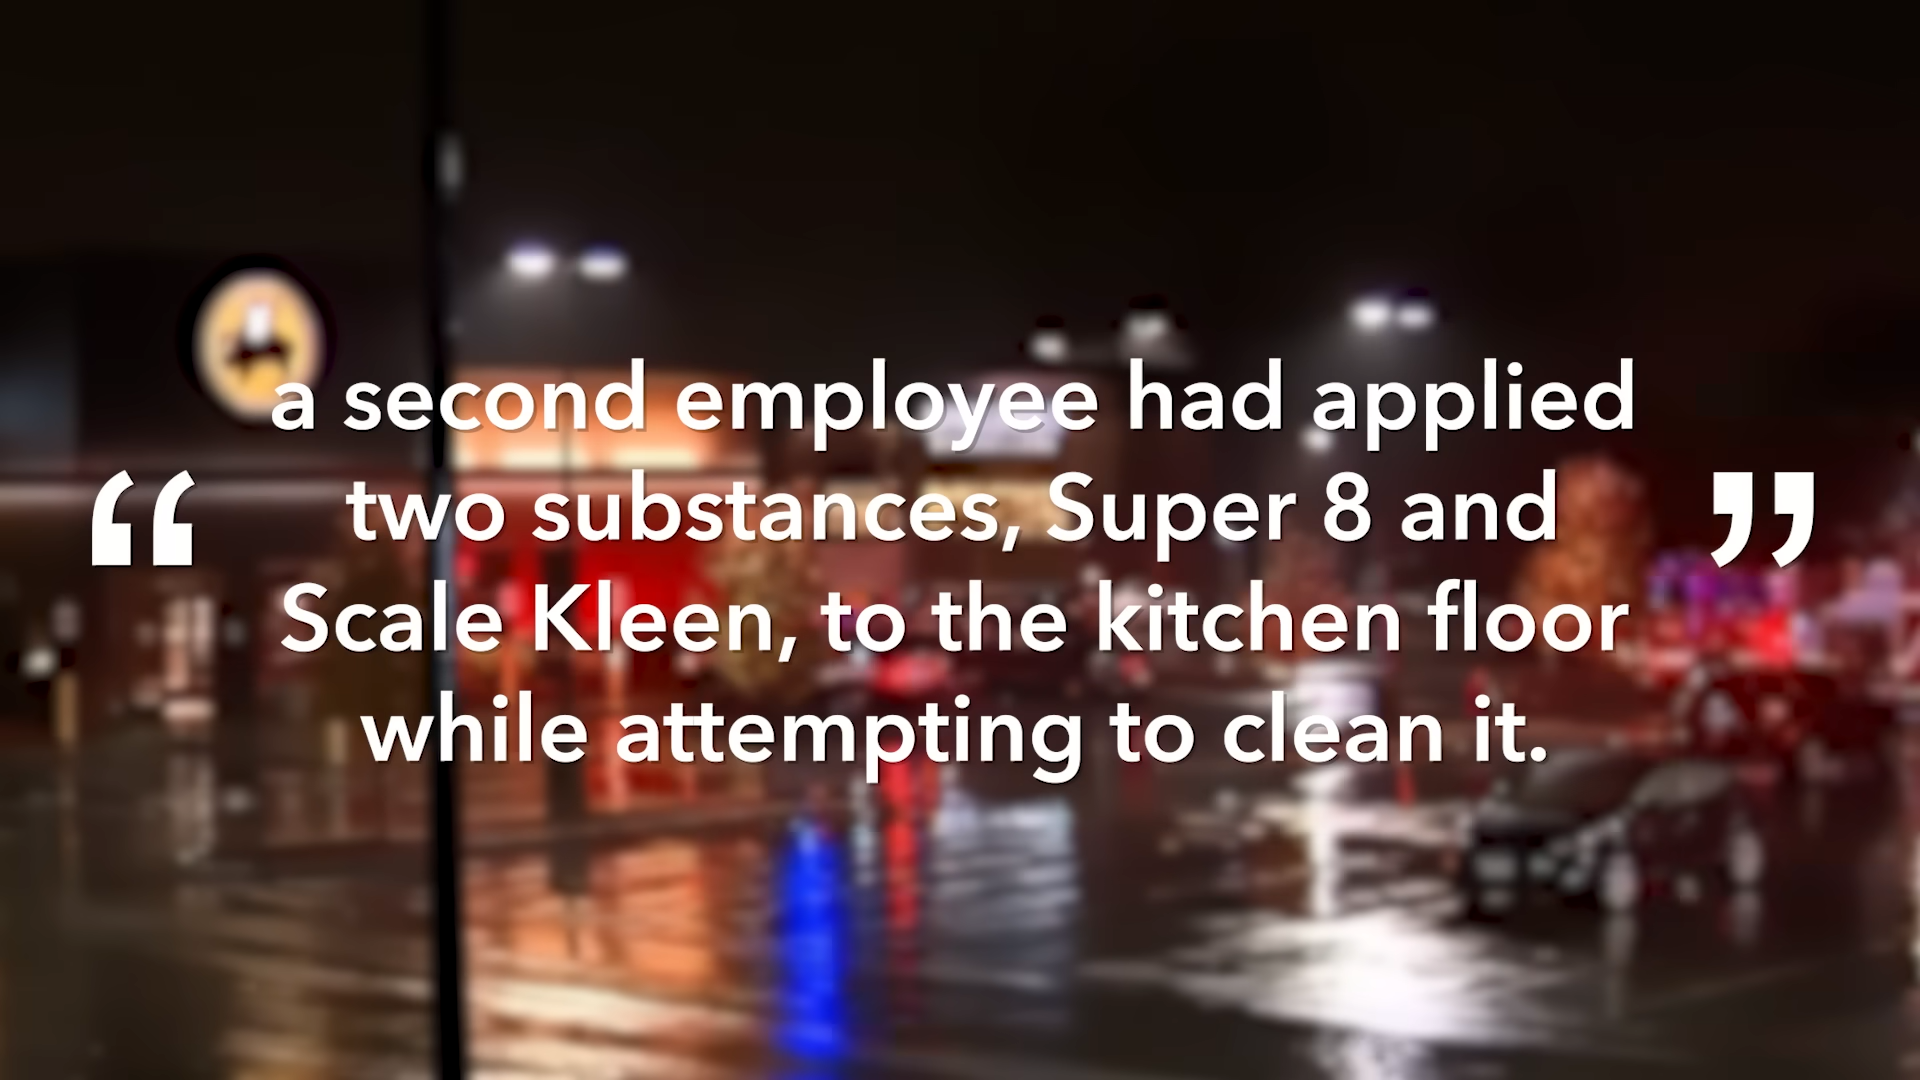 a second employee had applied
“ two substances, Super 8 and ”
Scale Kleen, to the kitchen floor
while attempting to clean it.